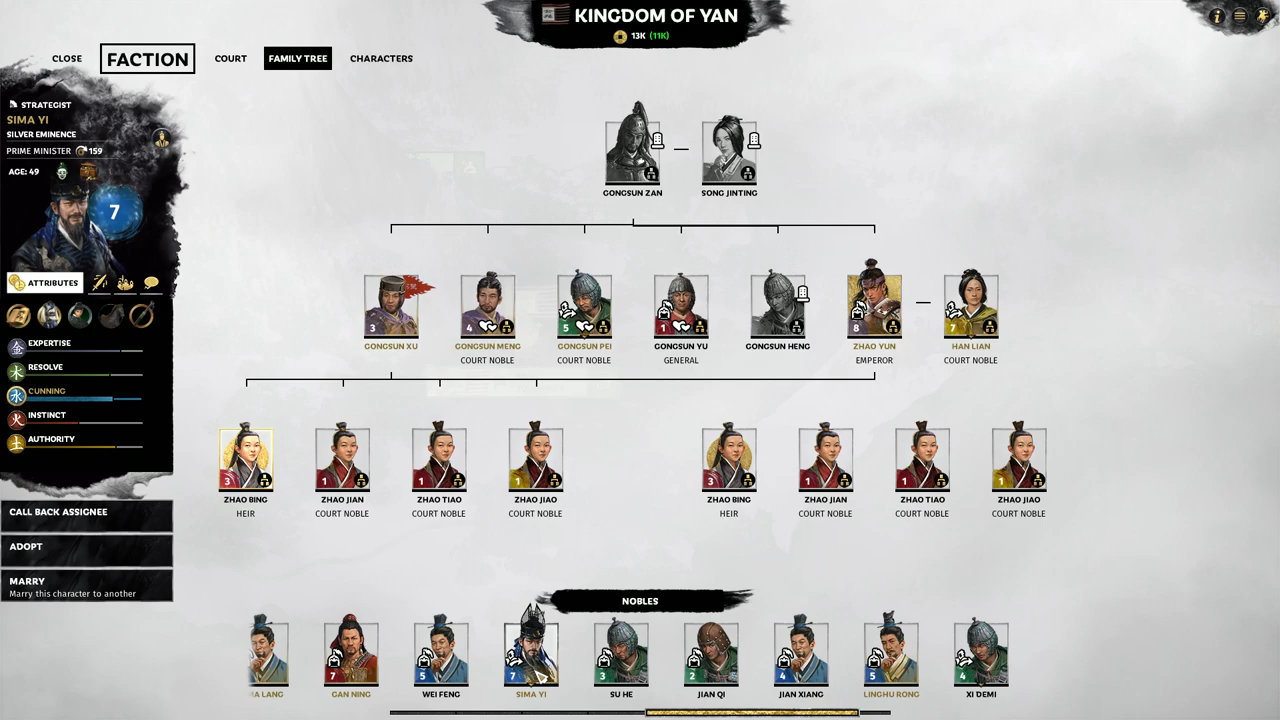 KINGDOM OF YAN
13K (11K)
CLOSE
FACTION
COURT
FAMILY TREE
CHARACTERS
STRATEGIST
SIMA YI
SILVER EMINENCE
PRIME MINISTER 159
AGE: 49
7
ATTRIBUTES
金 EXPERTISE
木 RESOLVE
水 CUNNING
火 INSTINCT
土 AUTHORITY
CALL BACK ASSIGNEE
ADOPT
MARRY
Marry this character to another
GONGSUN ZAN
SONG JINTING
3
4
5
1
8
7
GONGSUN XU
GONGSUN MENG
GONGSUN PEI
GONGSUN YU
GONGSUN HENG
ZHAO YUN
HAN LIAN
COURT NOBLE
COURT NOBLE
GENERAL
EMPEROR
COURT NOBLE
3
1
1
1
3
1
1
1
ZHAO BING
ZHAO JIAN
ZHAO TIAO
ZHAO JIAO
ZHAO BING
ZHAO JIAN
ZHAO TIAO
ZHAO JIAO
HEIR
COURT NOBLE
COURT NOBLE
COURT NOBLE
HEIR
COURT NOBLE
COURT NOBLE
COURT NOBLE
NOBLES
7
5
7
3
2
4
5
4
LANG
GAN NING
WEI FENG
SIMA YI
SU HE
JIAN QI
JIAN XIANG
LINGHU RONG
XI DEMI